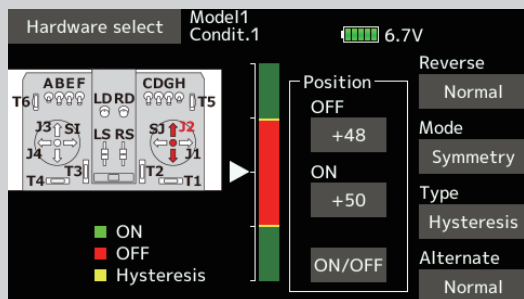 Hardware select
Model1
Condit.1
6.7V
ABEF
CDGH
T6
LD RD
T5
J3
SI
LS RS
SJ
J2
J4
J1
T3
T2
T4
T1
ON
OFF
Hysteresis
Position
OFF
+48
ON
+50
ON/OFF
Reverse
Normal
Mode
Symmetry
Type
Hysteresis
Alternate
Normal